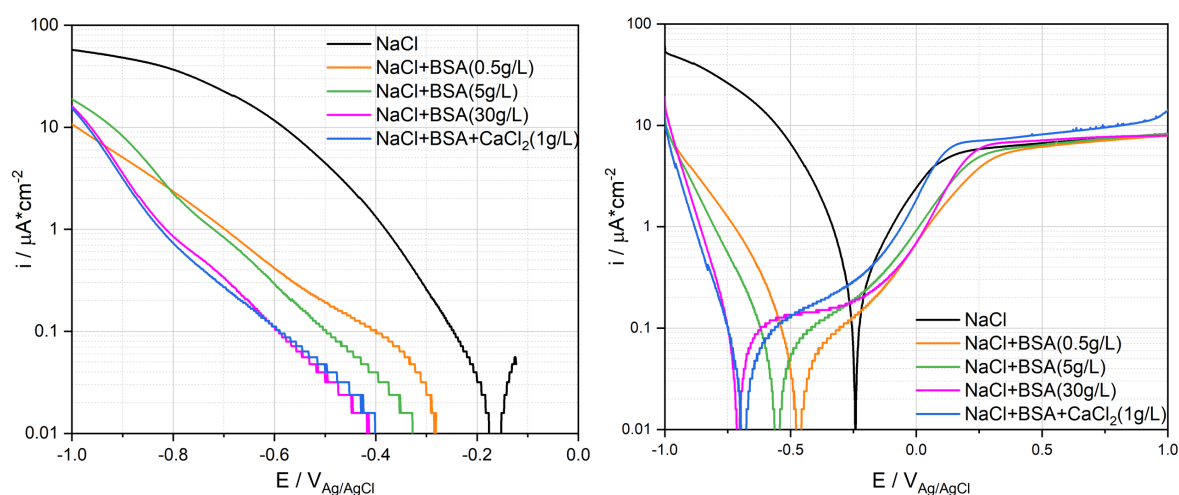 100
10
1
0.1
0.01
i / μA*cm-2
-1.0 -0.8 -0.6 -0.4 -0.2 0.0
E / VAg/AgCl
NaCl
NaCl+BSA(0.5g/L)
NaCl+BSA(5g/L)
NaCl+BSA(30g/L)
NaCl+BSA+CaCl2(1g/L)
100
10
1
0.1
0.01
i / μA*cm-2
-1.0 -0.5 0.0 0.5 1.0
E / VAg/AgCl
NaCl
NaCl+BSA(0.5g/L)
NaCl+BSA(5g/L)
NaCl+BSA(30g/L)
NaCl+BSA+CaCl2(1g/L)